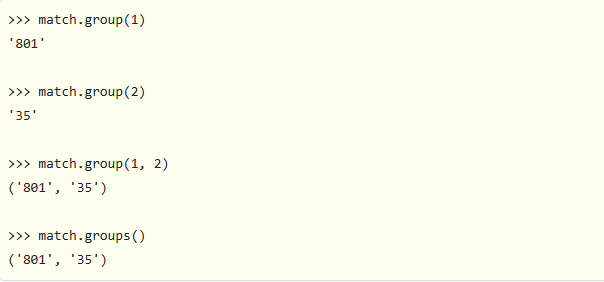 >>> match.group(1)
'801'
>>> match.group(2)
'35'
>>> match.group(1, 2)
('801', '35')
>>> match.groups()
('801', '35')